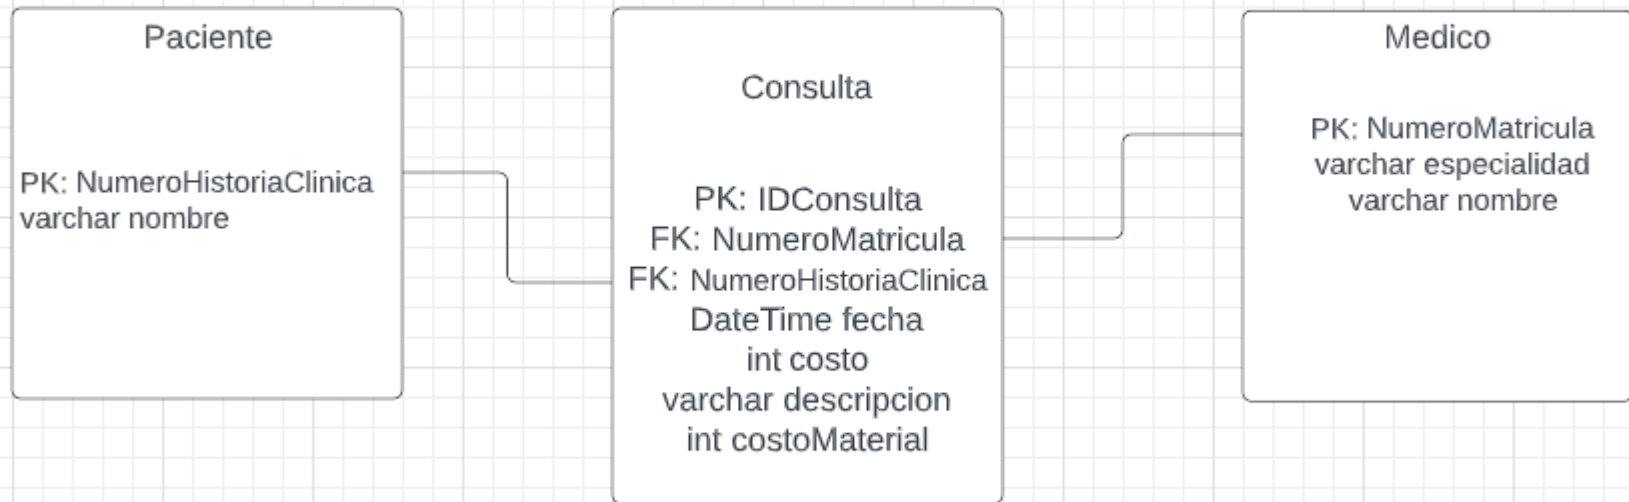 Paciente
PK: NumeroHistoriaClinica
varchar nombre
Consulta
PK: IDConsulta
FK: NumeroMatricula
FK: NumeroHistoriaClinica
DateTime fecha
int costo
varchar descripcion
int costoMaterial
Medico
PK: NumeroMatricula
varchar especialidad
varchar nombre